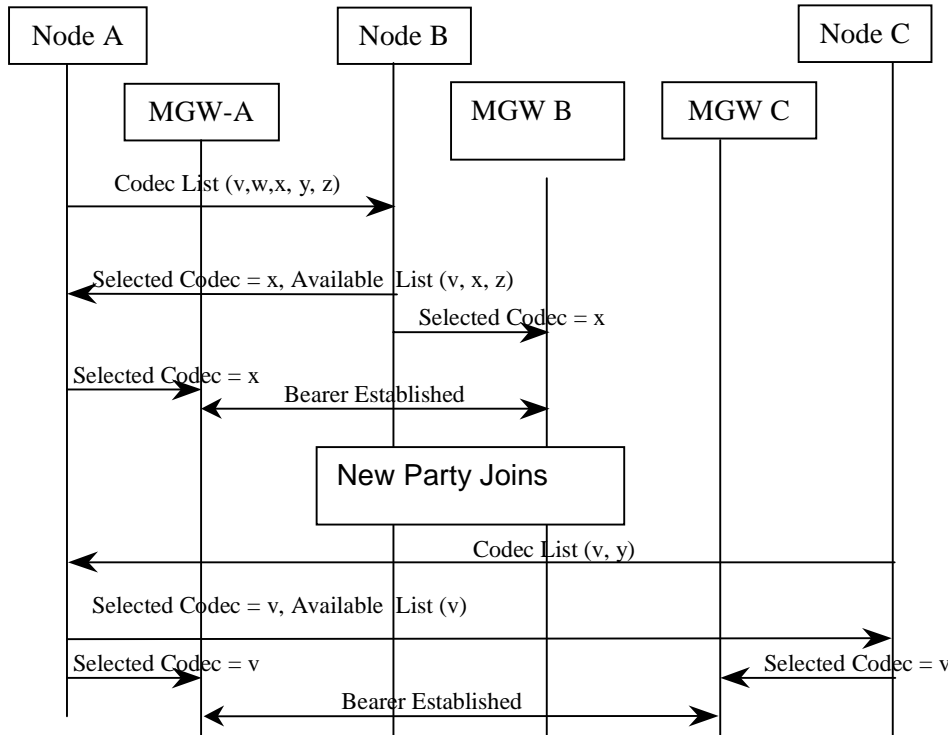 Node A
Node B
Node C
MGW-A
MGW B
MGW C
Codec List (v,w,x, y, z)
Selected Codec = x, Available List (v, x, z)
Selected Codec = x
Selected Codec = x
Bearer Established
New Party Joins
Codec List (v, y)
Selected Codec = v, Available List (v)
Selected Codec = v
Selected Codec = v
Bearer Established